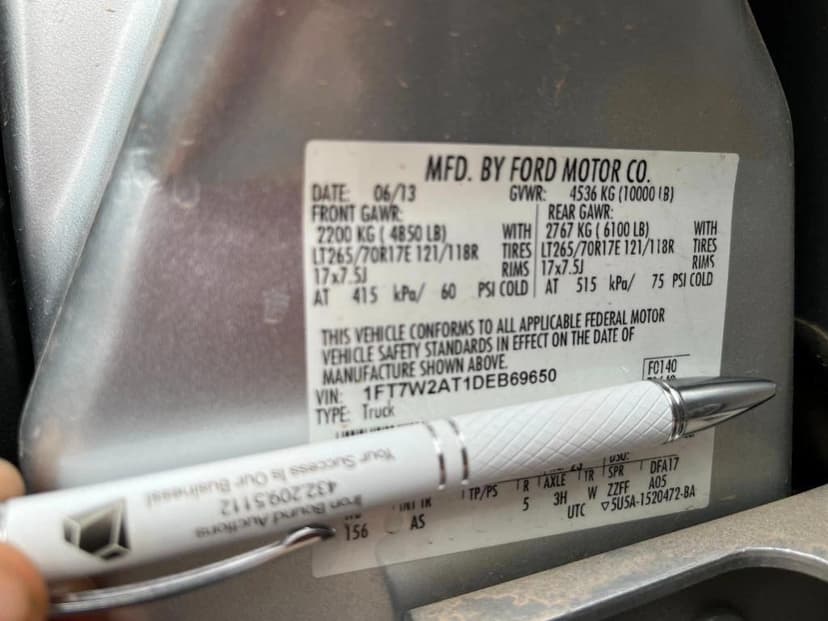 MFD. BY FORD MOTOR CO.
DATE: 06/13 GVWR: 4536 KG (10000 LB)
FRONT GAWR: REAR GAWR:
2200 KG ( 4850 LB) WITH 2767 KG ( 6100 LB) WITH
LT265/70R17E 121/118R TIRES LT265/70R17E 121/118R TIRES
17x7.5J RIMS 17x7.5J RIMS
AT 415 kPa/ 60 PSI COLD AT 515 kPa/ 75 PSI COLD
THIS VEHICLE CONFORMS TO ALL APPLICABLE FEDERAL MOTOR
VEHICLE SAFETY STANDARDS IN EFFECT ON THE DATE OF
MANUFACTURE SHOWN ABOVE.
VIN: 1FT7W2AT1DEB69650
F0140
TYPE: Truck
TP/PS R AXLE TR SPR DFA17
5 3H W ZZFF A05
156 AS
UTC ▽5U5A-1520472-BA
Iron Bound Auctions
432.209.5112
Your Success Is Our Business!